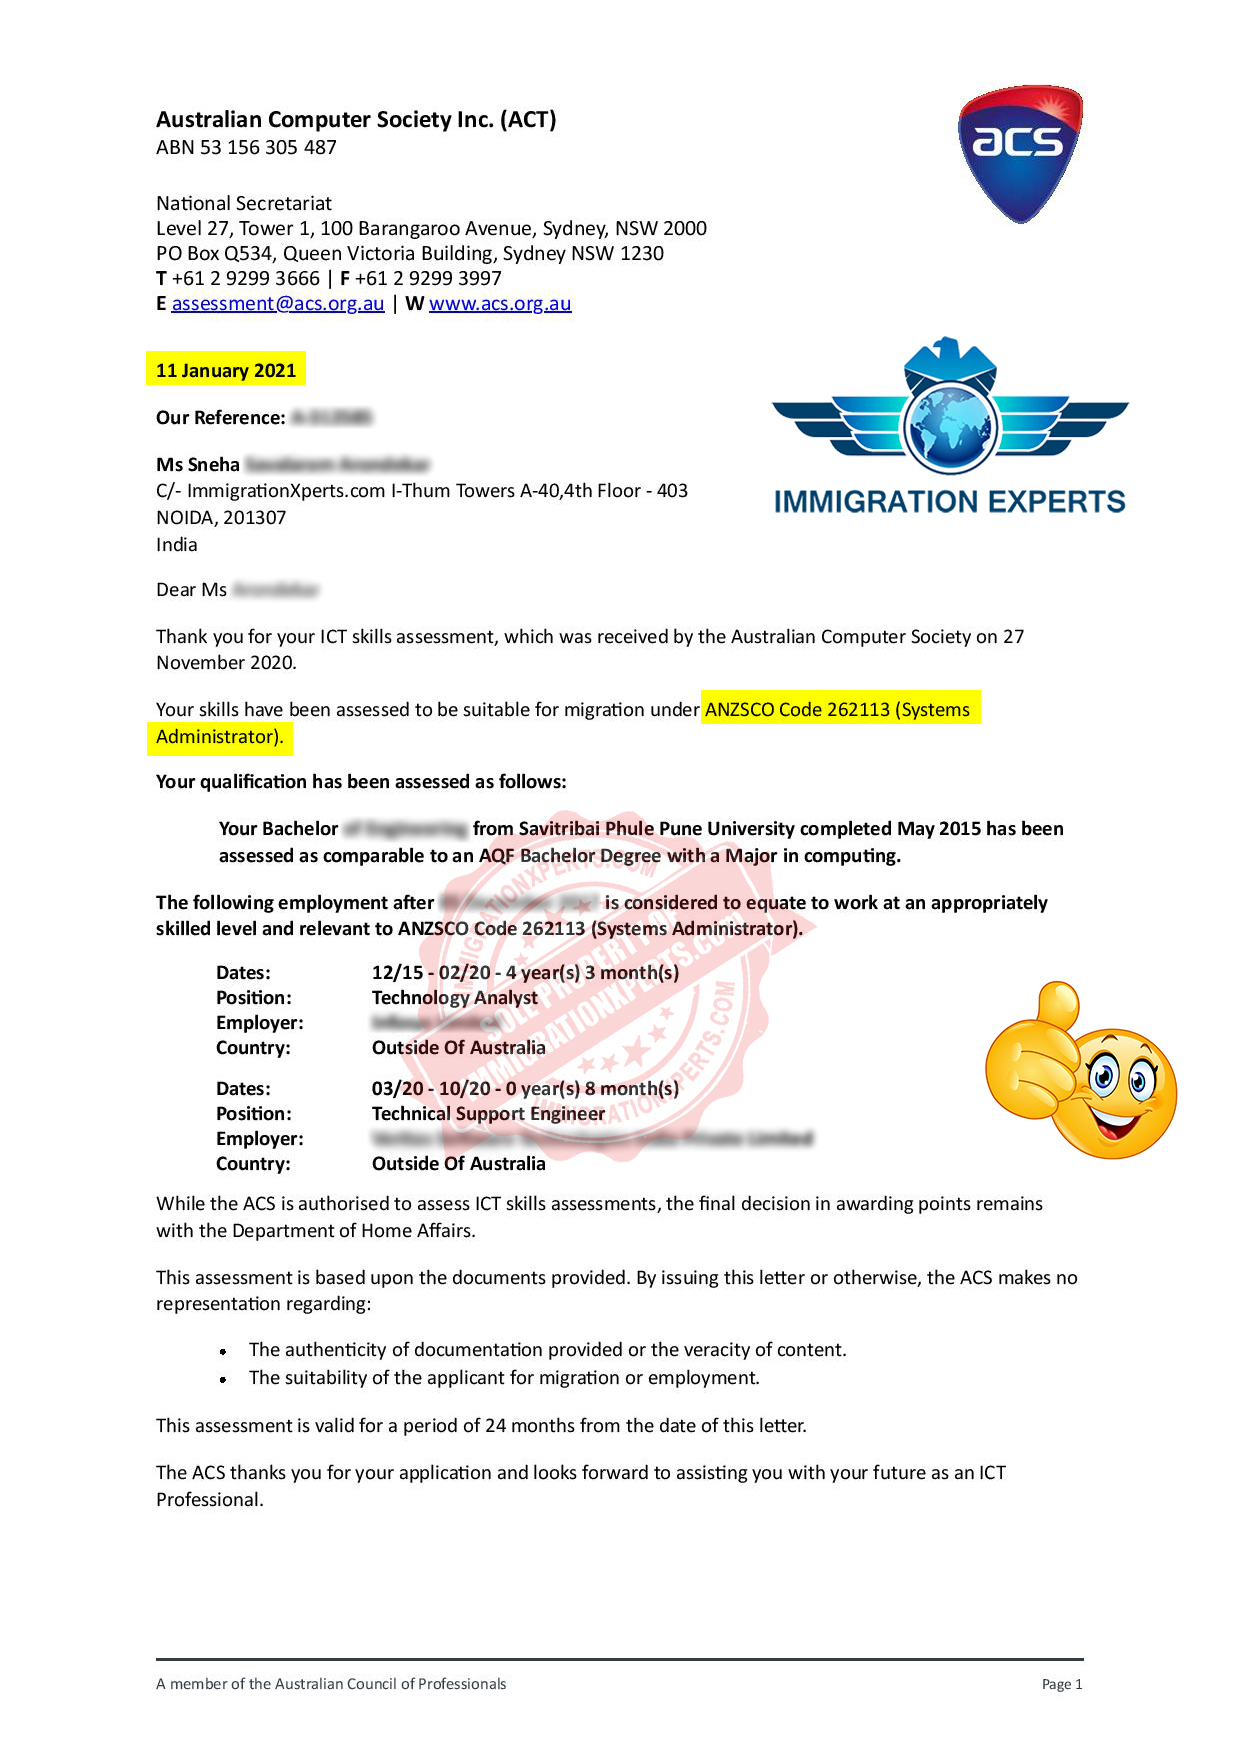 Australian Computer Society Inc. (ACT)
ABN 53 156 305 487
acs
National Secretariat
Level 27, Tower 1, 100 Barangaroo Avenue, Sydney, NSW 2000
PO Box Q534, Queen Victoria Building, Sydney NSW 1230
T +61 2 9299 3666 | F +61 2 9299 3997
E assessment@acs.org.au | W www.acs.org.au
11 January 2021
Our Reference:
Ms Sneha
C/- ImmigrationXperts.com I-Thum Towers A-40,4th Floor - 403
NOIDA, 201307
India
IMMIGRATION EXPERTS
Dear Ms
Thank you for your ICT skills assessment, which was received by the Australian Computer Society on 27
November 2020.
Your skills have been assessed to be suitable for migration under ANZSCO Code 262113 (Systems
Administrator).
Your qualification has been assessed as follows:
Your Bachelor from Savitribai Phule Pune University completed May 2015 has been
assessed as comparable to an AQF Bachelor Degree with a Major in computing.
The following employment after is considered to equate to work at an appropriately
skilled level and relevant to ANZSCO Code 262113 (Systems Administrator).
Dates: 12/15 - 02/20 - 4 year(s) 3 month(s)
Position: Technology Analyst
Employer:
Country: Outside Of Australia
Dates: 03/20 - 10/20 - 0 year(s) 8 month(s)
Position: Technical Support Engineer
Employer:
Country: Outside Of Australia
IMMIGRATIONXPERTS.COM
SOLE PROPERTY OF
IMMIGRATIONXPERTS.COM
IMMIGRATIONXPERTS.COM
While the ACS is authorised to assess ICT skills assessments, the final decision in awarding points remains
with the Department of Home Affairs.
This assessment is based upon the documents provided. By issuing this letter or otherwise, the ACS makes no
representation regarding:
• The authenticity of documentation provided or the veracity of content.
• The suitability of the applicant for migration or employment.
This assessment is valid for a period of 24 months from the date of this letter.
The ACS thanks you for your application and looks forward to assisting you with your future as an ICT
Professional.
A member of the Australian Council of Professionals
Page 1